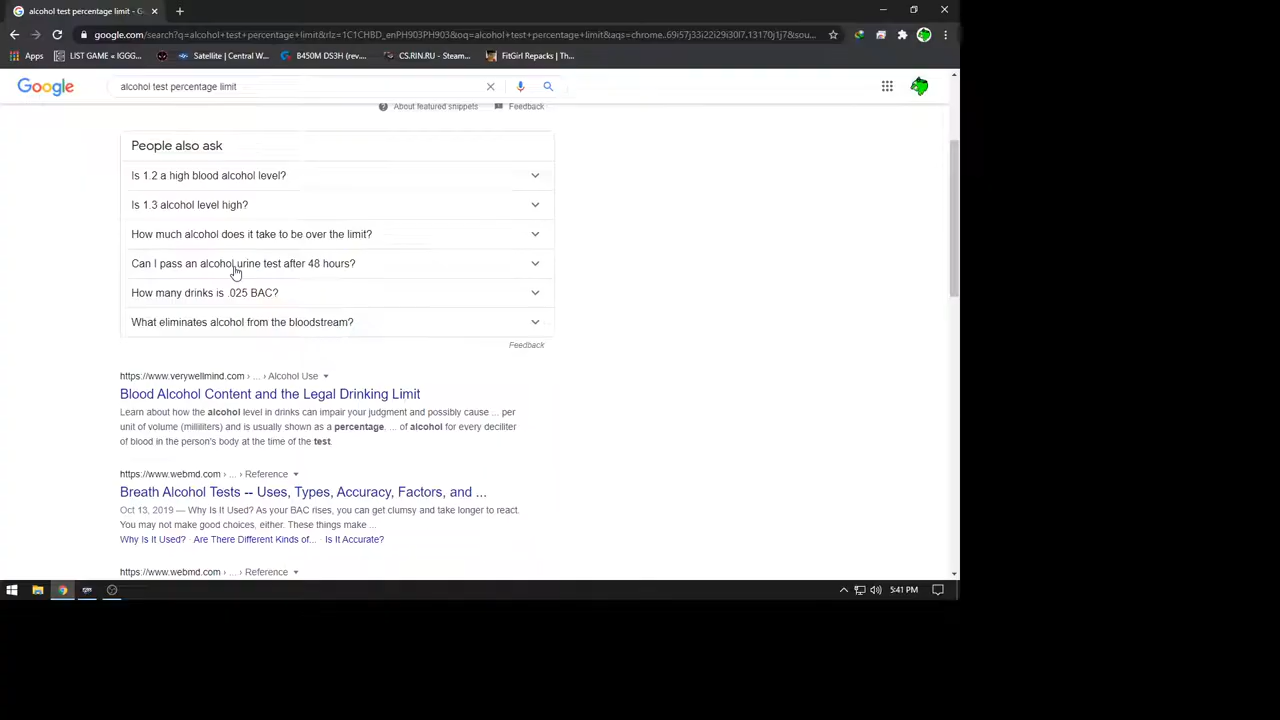 alcohol test percentage limit - G
google.com/search?q=alcohol+test+percentage+limit&rlz=1C1CHBD_enPH903PH903&oq=alcohol+test+percentage+limit&aqs=chrome..69i57j33i22i29i30l7.13170j1j7&sou...
Apps LIST GAME « IGGG... Satellite | Central W... B450M DS3H (rev.... CS.RIN.RU - Steam... FitGirl Repacks | Th...
Google alcohol test percentage limit
About featured snippets Feedback
People also ask
Is 1.2 a high blood alcohol level?
Is 1.3 alcohol level high?
How much alcohol does it take to be over the limit?
Can I pass an alcohol urine test after 48 hours?
How many drinks is .025 BAC?
What eliminates alcohol from the bloodstream?
Feedback
https://www.verywellmind.com › ... › Alcohol Use
Blood Alcohol Content and the Legal Drinking Limit
Learn about how the alcohol level in drinks can impair your judgment and possibly cause ... per
unit of volume (milliliters) and is usually shown as a percentage. ... of alcohol for every deciliter
of blood in the person's body at the time of the test.
https://www.webmd.com › ... › Reference
Breath Alcohol Tests -- Uses, Types, Accuracy, Factors, and ...
Oct 13, 2019 — Why Is It Used? As your BAC rises, you can get clumsy and take longer to react.
You may not make good choices, either. These things make ...
Why Is It Used? · Are There Different Kinds of... · Is It Accurate?
https://www.webmd.com › ... › Reference
5:41 PM